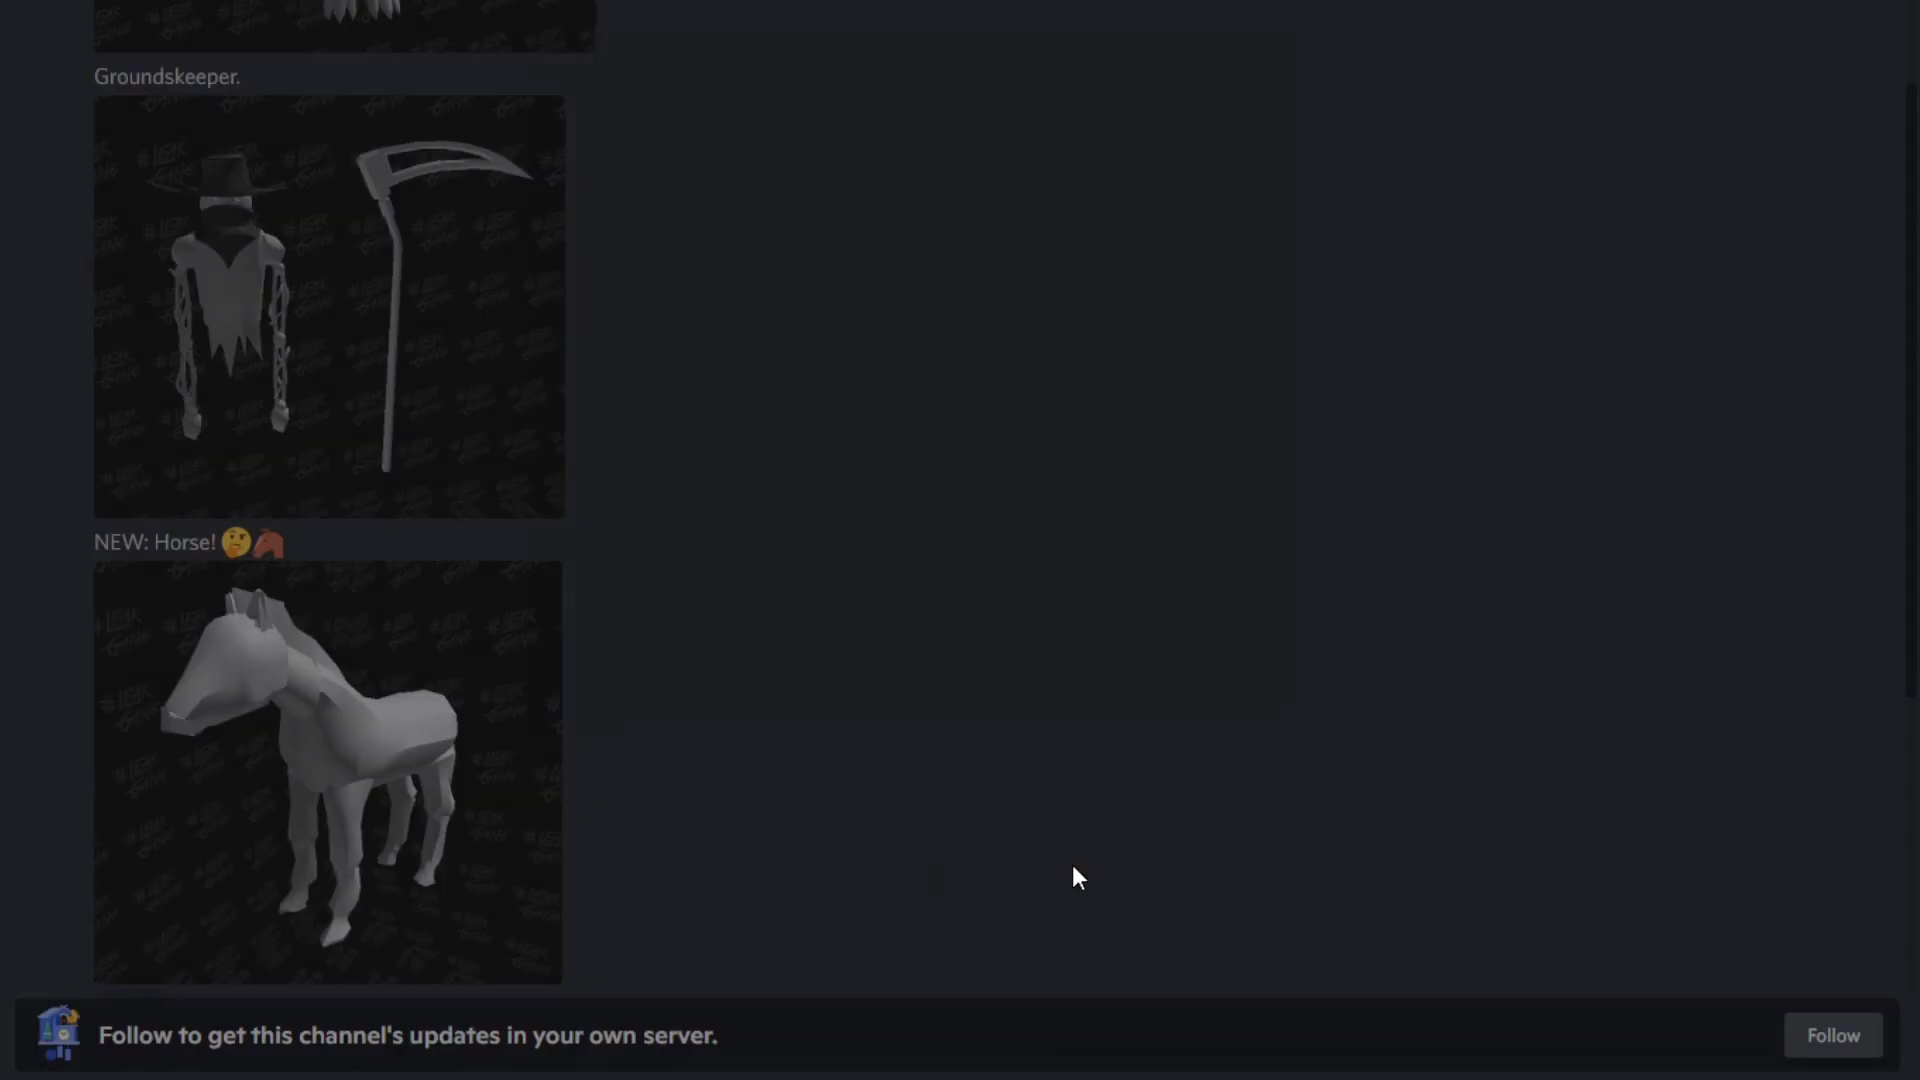 Groundskeeper.
NEW: Horse! 🤔🐴
Follow to get this channel's updates in your own server.
Follow